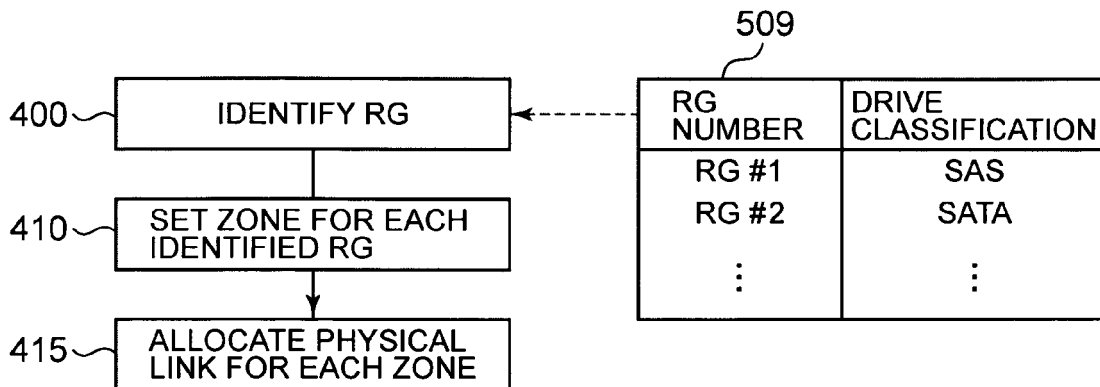 509
400
IDENTIFY RG
RG NUMBER
DRIVE CLASSIFICATION
RG #1
SAS
RG #2
SATA
⋮
⋮
410
SET ZONE FOR EACH
IDENTIFIED RG
415
ALLOCATE PHYSICAL
LINK FOR EACH ZONE